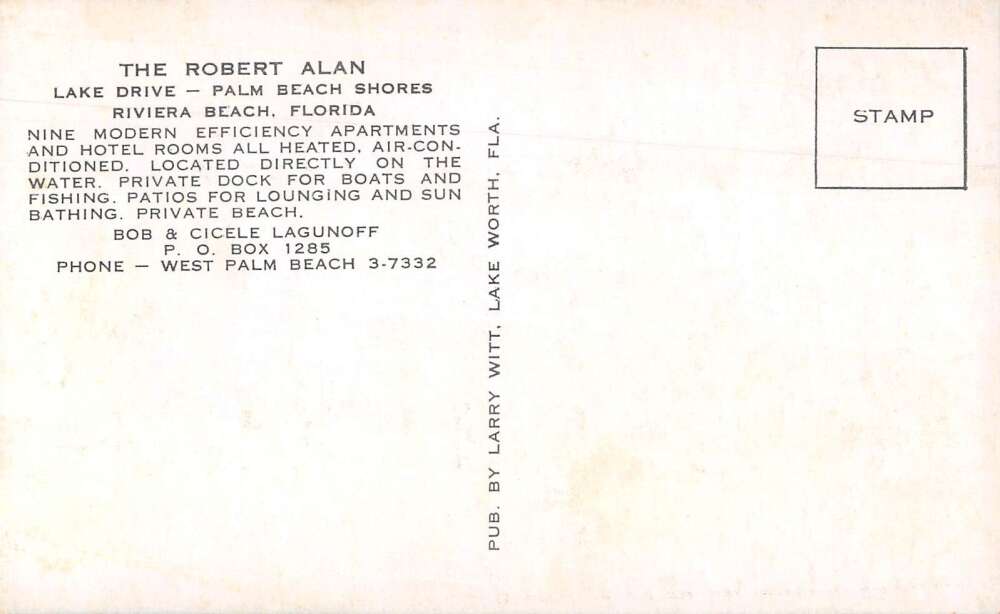 THE ROBERT ALAN
LAKE DRIVE — PALM BEACH SHORES
RIVIERA BEACH, FLORIDA
NINE MODERN EFFICIENCY APARTMENTS
AND HOTEL ROOMS ALL HEATED, AIR-CON-
DITIONED. LOCATED DIRECTLY ON THE
WATER. PRIVATE DOCK FOR BOATS AND
FISHING. PATIOS FOR LOUNGING AND SUN
BATHING. PRIVATE BEACH.
BOB & CICELE LAGUNOFF
P. O. BOX 1285
PHONE — WEST PALM BEACH 3-7332
PUB. BY LARRY WITT, LAKE WORTH, FLA.
STAMP